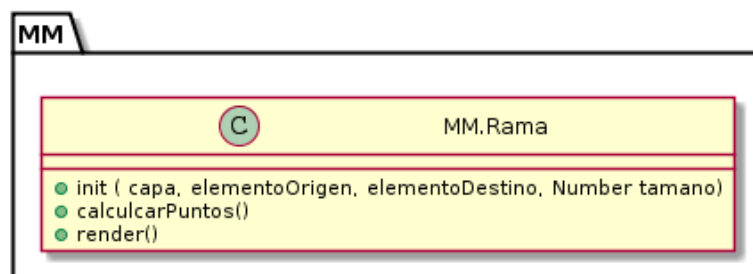 MM
C MM.Rama
init ( capa, elementoOrigen, elementoDestino, Number tamano)
calculcarPuntos()
render()